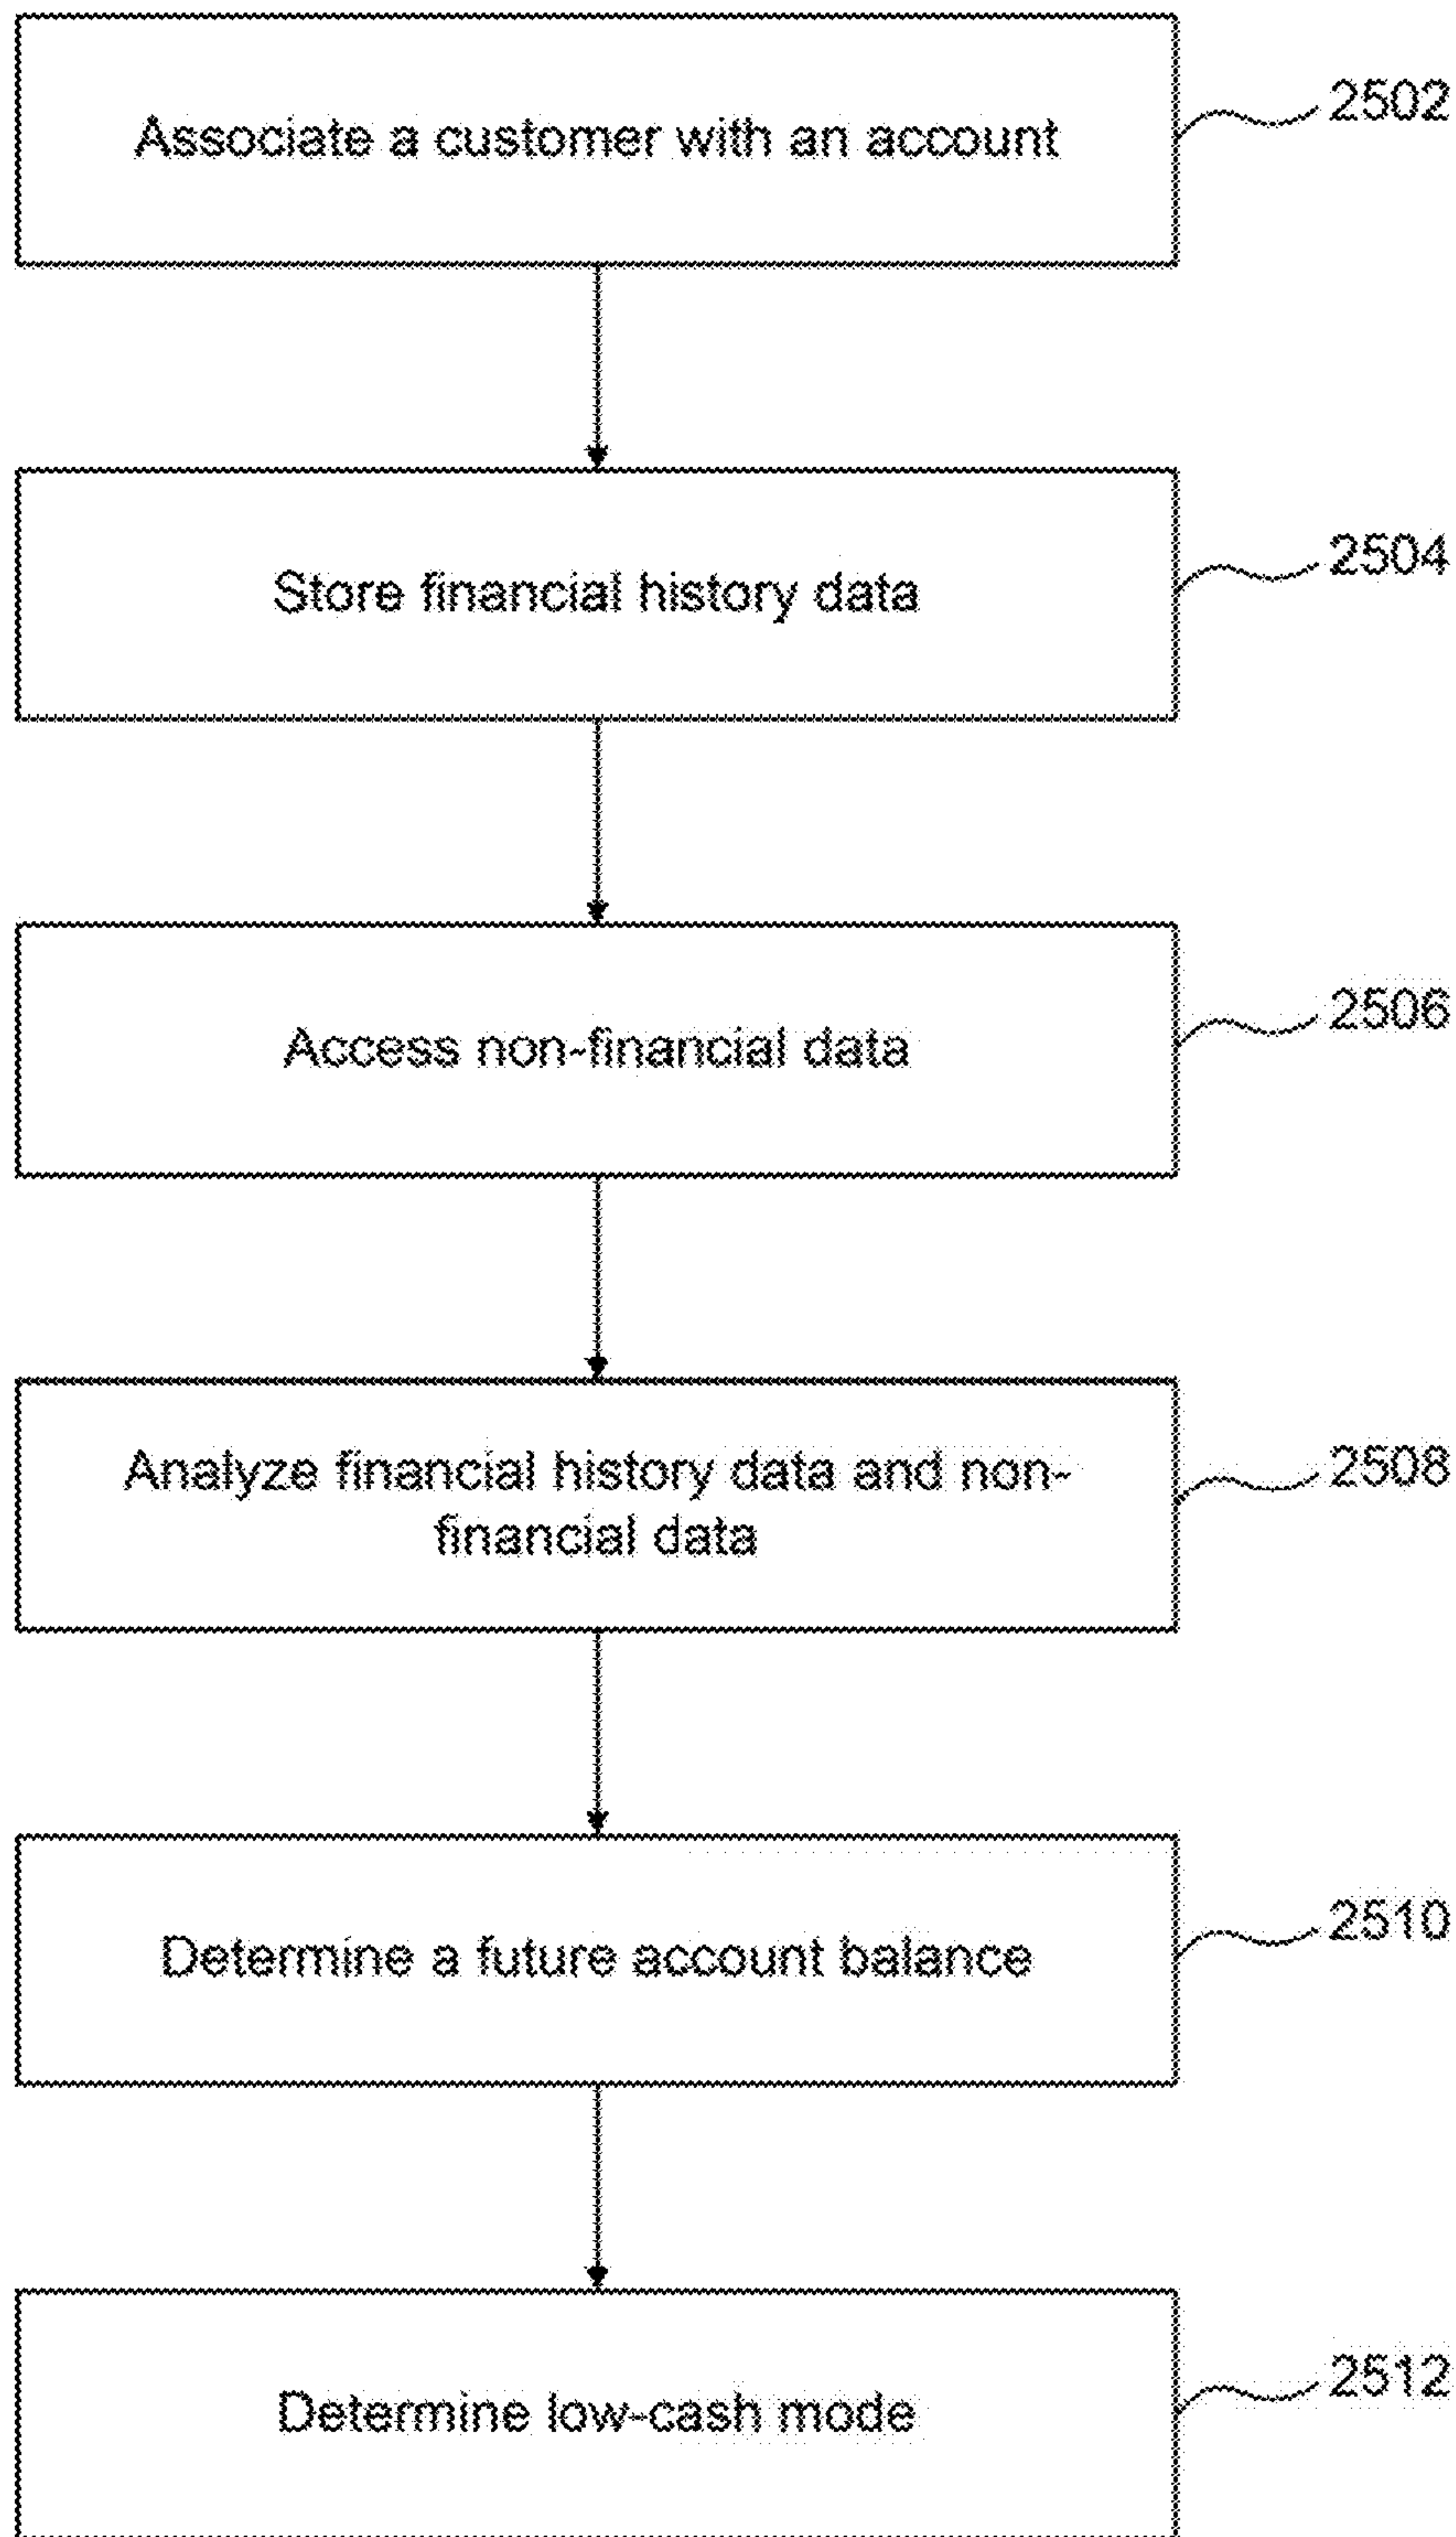 Associate a customer with an account
2502
Store financial history data
2504
Access non-financial data
2506
Analyze financial history data and non-
financial data
2508
Determine a future account balance
2510
Determine low-cash mode
2512